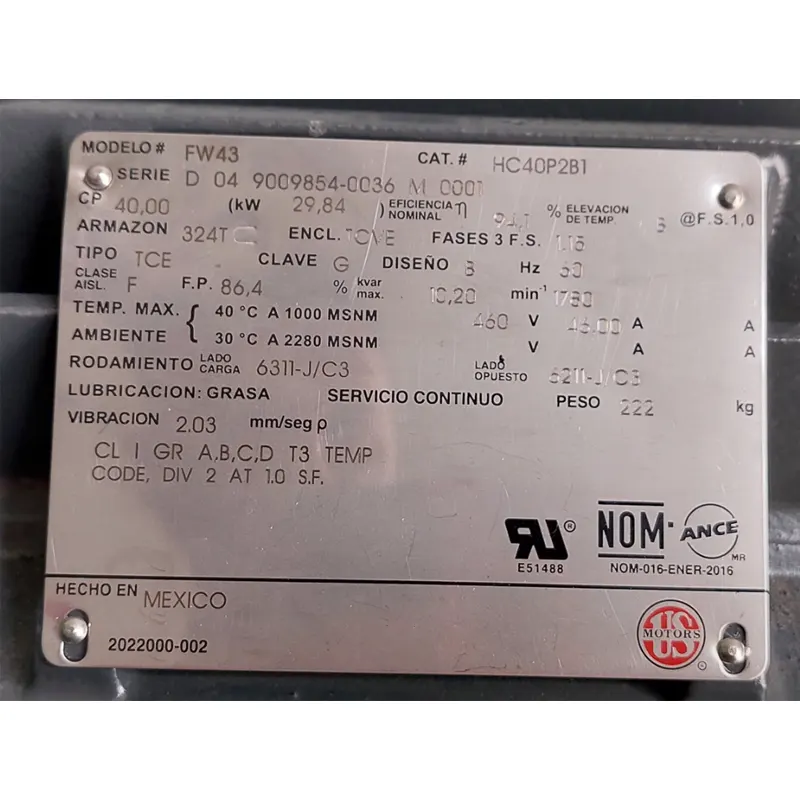 MODELO # FW43 CAT. # HC40P2B1
SERIE D 04 9009854-0036 M 0001
CP 40,00 (kW 29,84 ) EFICIENCIA NOMINAL η 94,1 % ELEVACION DE TEMP. @F.S.1,0
ARMAZON 324T ENCL. FASES 3 F.S. 1.15
TIPO TCE CLAVE G DISEÑO B Hz 60
CLASE AISL. F F.P. 86,4 % kvar max. 10,20 min-1 1780
TEMP. MAX. { 40 °C A 1000 MSNM 460 V 46.00 A A
AMBIENTE 30 °C A 2280 MSNM V A A
RODAMIENTO LADO CARGA 6311-J/C3 LADO OPUESTO 6211-J/C3
LUBRICACION: GRASA SERVICIO CONTINUO PESO 222 kg
VIBRACION 2.03 mm/seg ρ
CL I GR A,B,C,D T3 TEMP
CODE, DIV 2 AT 1.0 S.F.
RU ® NOM· ANCE MR
E51488 NOM-016-ENER-2016
HECHO EN MEXICO
2022000-002
US MOTORS ®